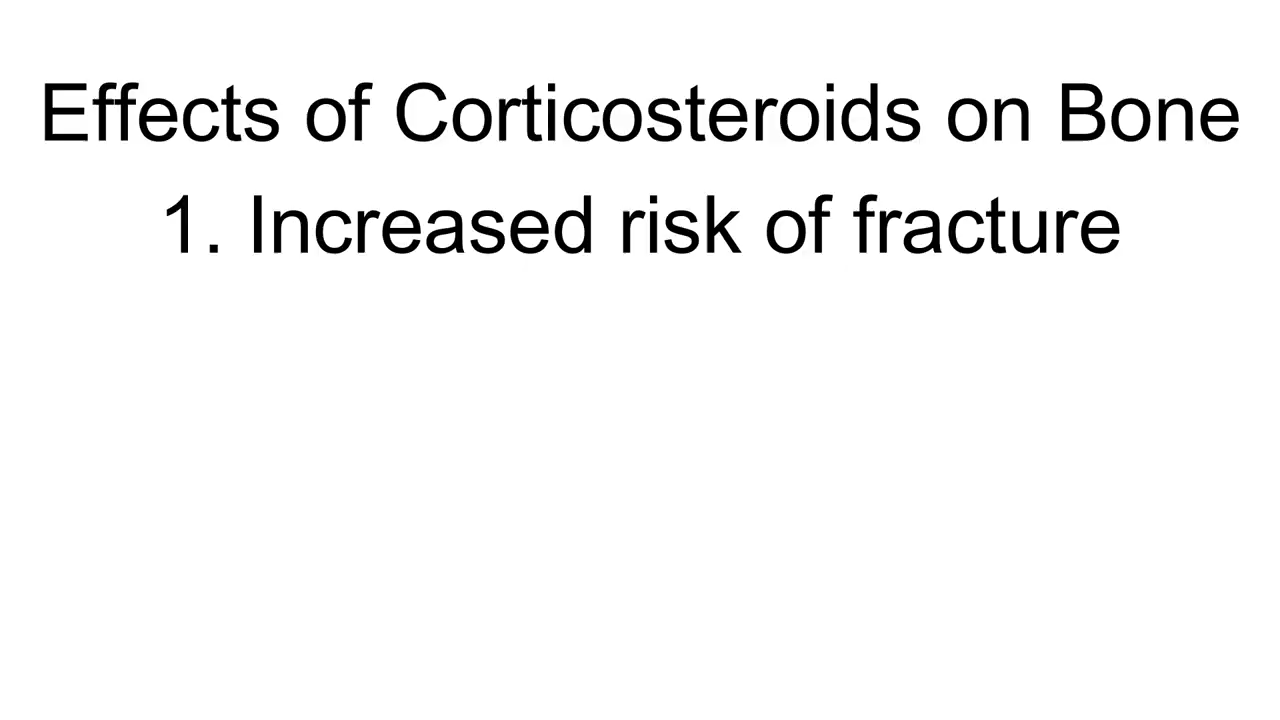 Effects of Corticosteroids on Bone
1. Increased risk of fracture